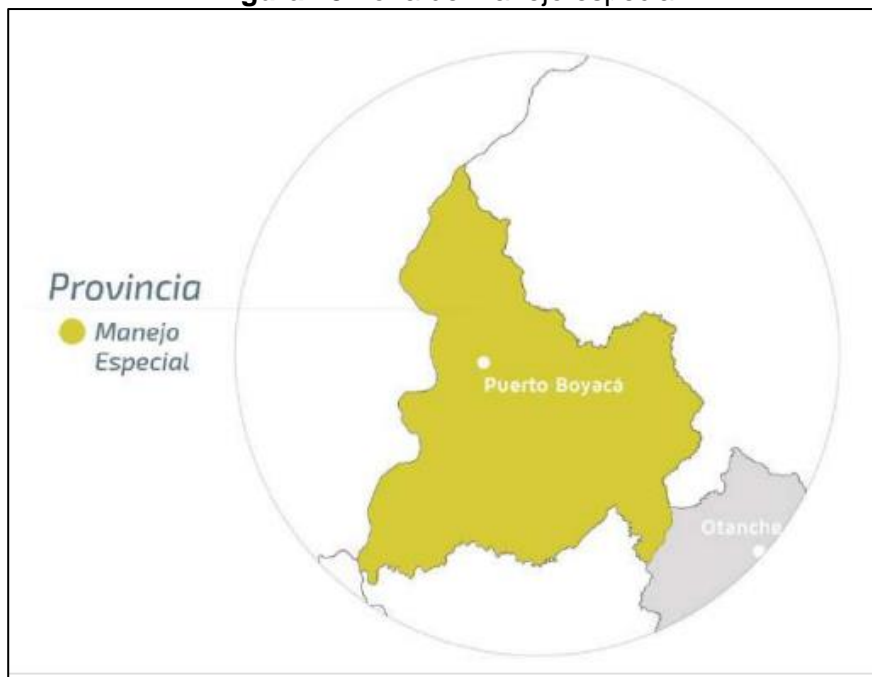 Provincia
Manejo
Especial
Puerto Boyacá
Otanche